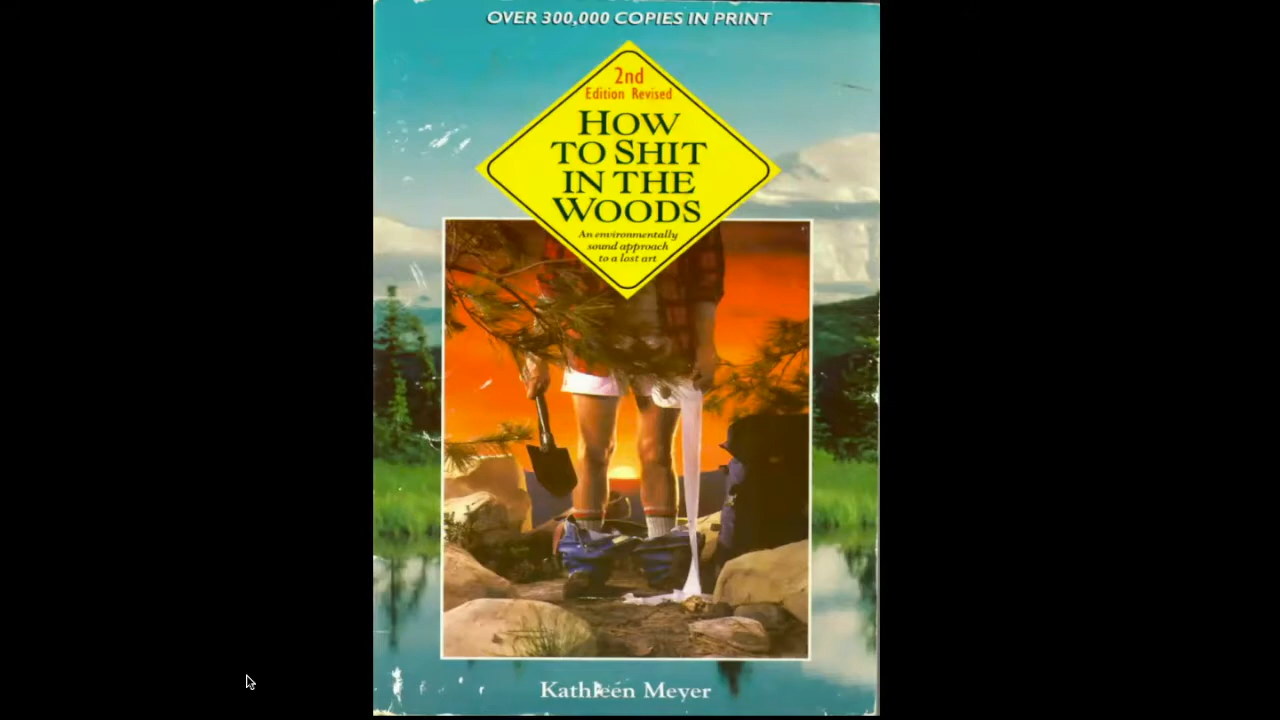 OVER 300,000 COPIES IN PRINT
2nd
Edition Revised
HOW
TO SHIT
IN THE
WOODS
An environmentally
sound approach
to a lost art
Kathleen Meyer